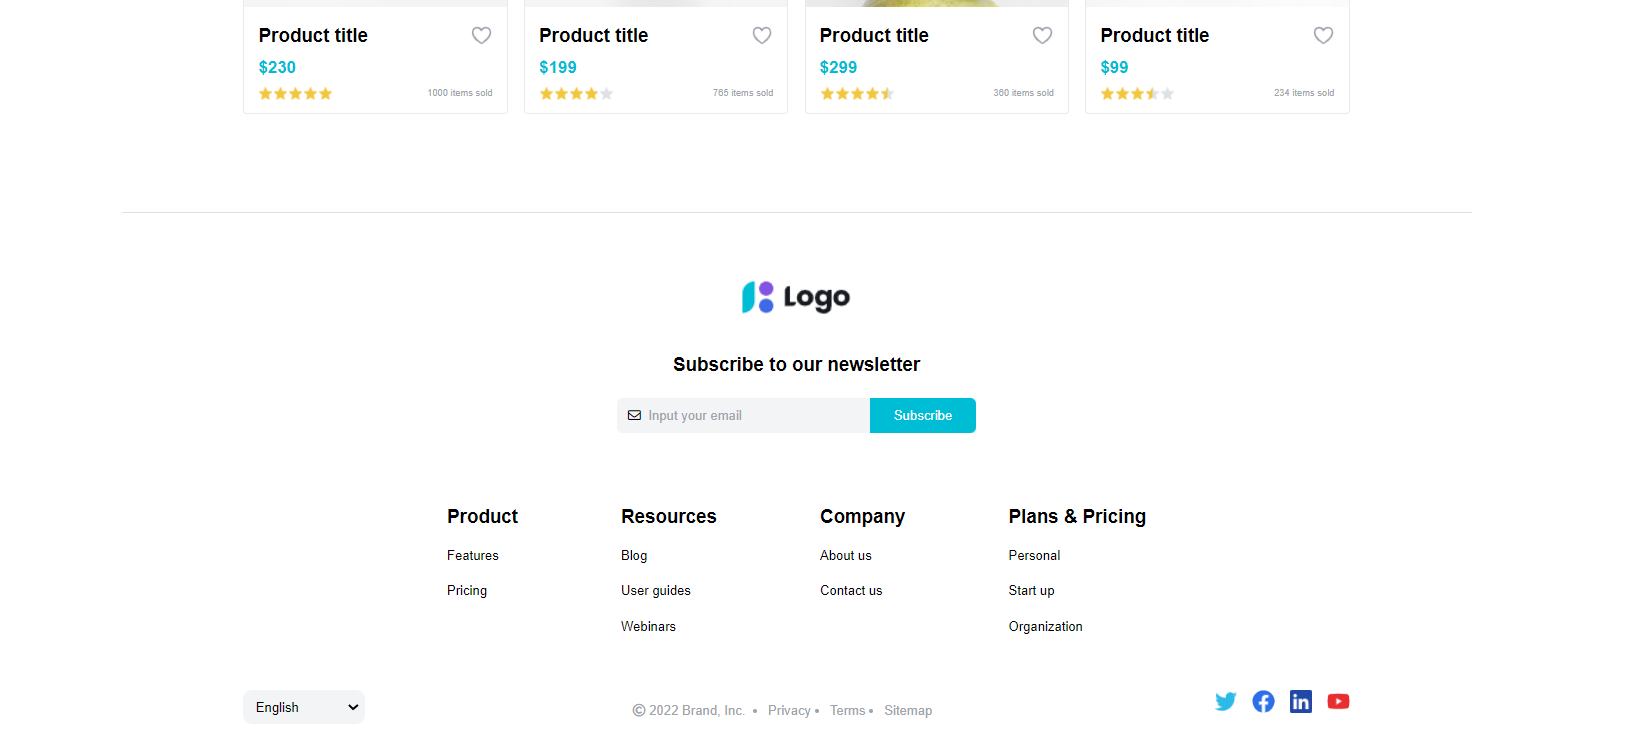 Product title
$230
1000 items sold
Product title
$199
765 items sold
Product title
$299
360 items sold
Product title
$99
234 items sold
Logo
Subscribe to our newsletter
Input your email
Subscribe
Product
Features
Pricing
Resources
Blog
User guides
Webinars
Company
About us
Contact us
Plans & Pricing
Personal
Start up
Organization
English
© 2022 Brand, Inc. • Privacy • Terms • Sitemap